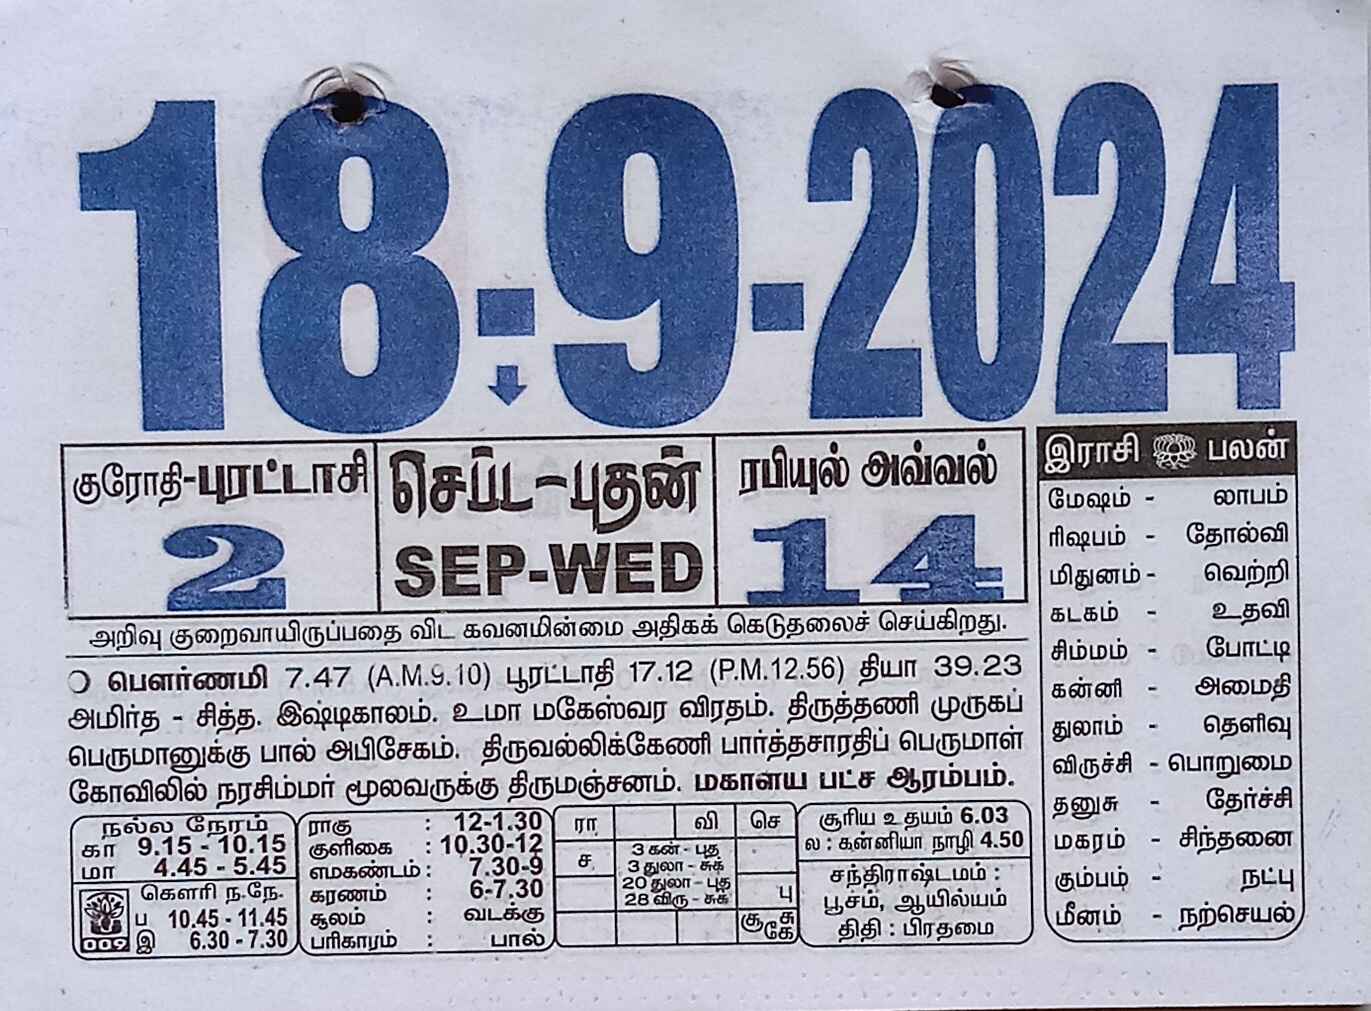 18-9-2024
குரோதி-புரட்டாசி
2
செப்ட-புதன்
SEP-WED
ரபியுல் அவ்வல்
14
அறிவு குறைவாயிருப்பதை விட கவனமின்மை அதிகக் கெடுதலைச் செய்கிறது.
❍ பௌர்ணமி 7.47 (A.M.9.10) பூரட்டாதி 17.12 (P.M.12.56) தியா 39.23
அமிர்த - சித்த. இஷ்டிகாலம். உமா மகேஸ்வர விரதம். திருத்தணி முருகப்
பெருமானுக்கு பால் அபிசேகம். திருவல்லிக்கேணி பார்த்தசாரதிப் பெருமாள்
கோவிலில் நரசிம்மர் மூலவருக்கு திருமஞ்சனம். மகாளய பட்ச ஆரம்பம்.
நல்ல நேரம்
கா 9.15 - 10.15
மா 4.45 - 5.45
கௌரி ந.நே.
ப 10.45 - 11.45
இ 6.30 - 7.30
009
ராகு : 12-1.30
குளிகை : 10.30-12
எமகண்டம் : 7.30-9
கரணம் : 6-7.30
சூலம் : வடக்கு
பரிகாரம் : பால்
ரா வி செ
ச
3 கன் - புத
3 துலா - சுக்
20 துலா - புத
28 விரு - சுக்
பு
கு சு
கே
சூரிய உதயம் 6.03
ல : கன்னியா நாழி 4.50
சந்திராஷ்டமம் :
பூசம், ஆயில்யம்
திதி : பிரதமை
இராசி பலன்
மேஷம் - லாபம்
ரிஷபம் - தோல்வி
மிதுனம் - வெற்றி
கடகம் - உதவி
சிம்மம் - போட்டி
கன்னி - அமைதி
துலாம் - தெளிவு
விருச்சி - பொறுமை
தனுசு - தேர்ச்சி
மகரம் - சிந்தனை
கும்பம் - நட்பு
மீனம் - நற்செயல்